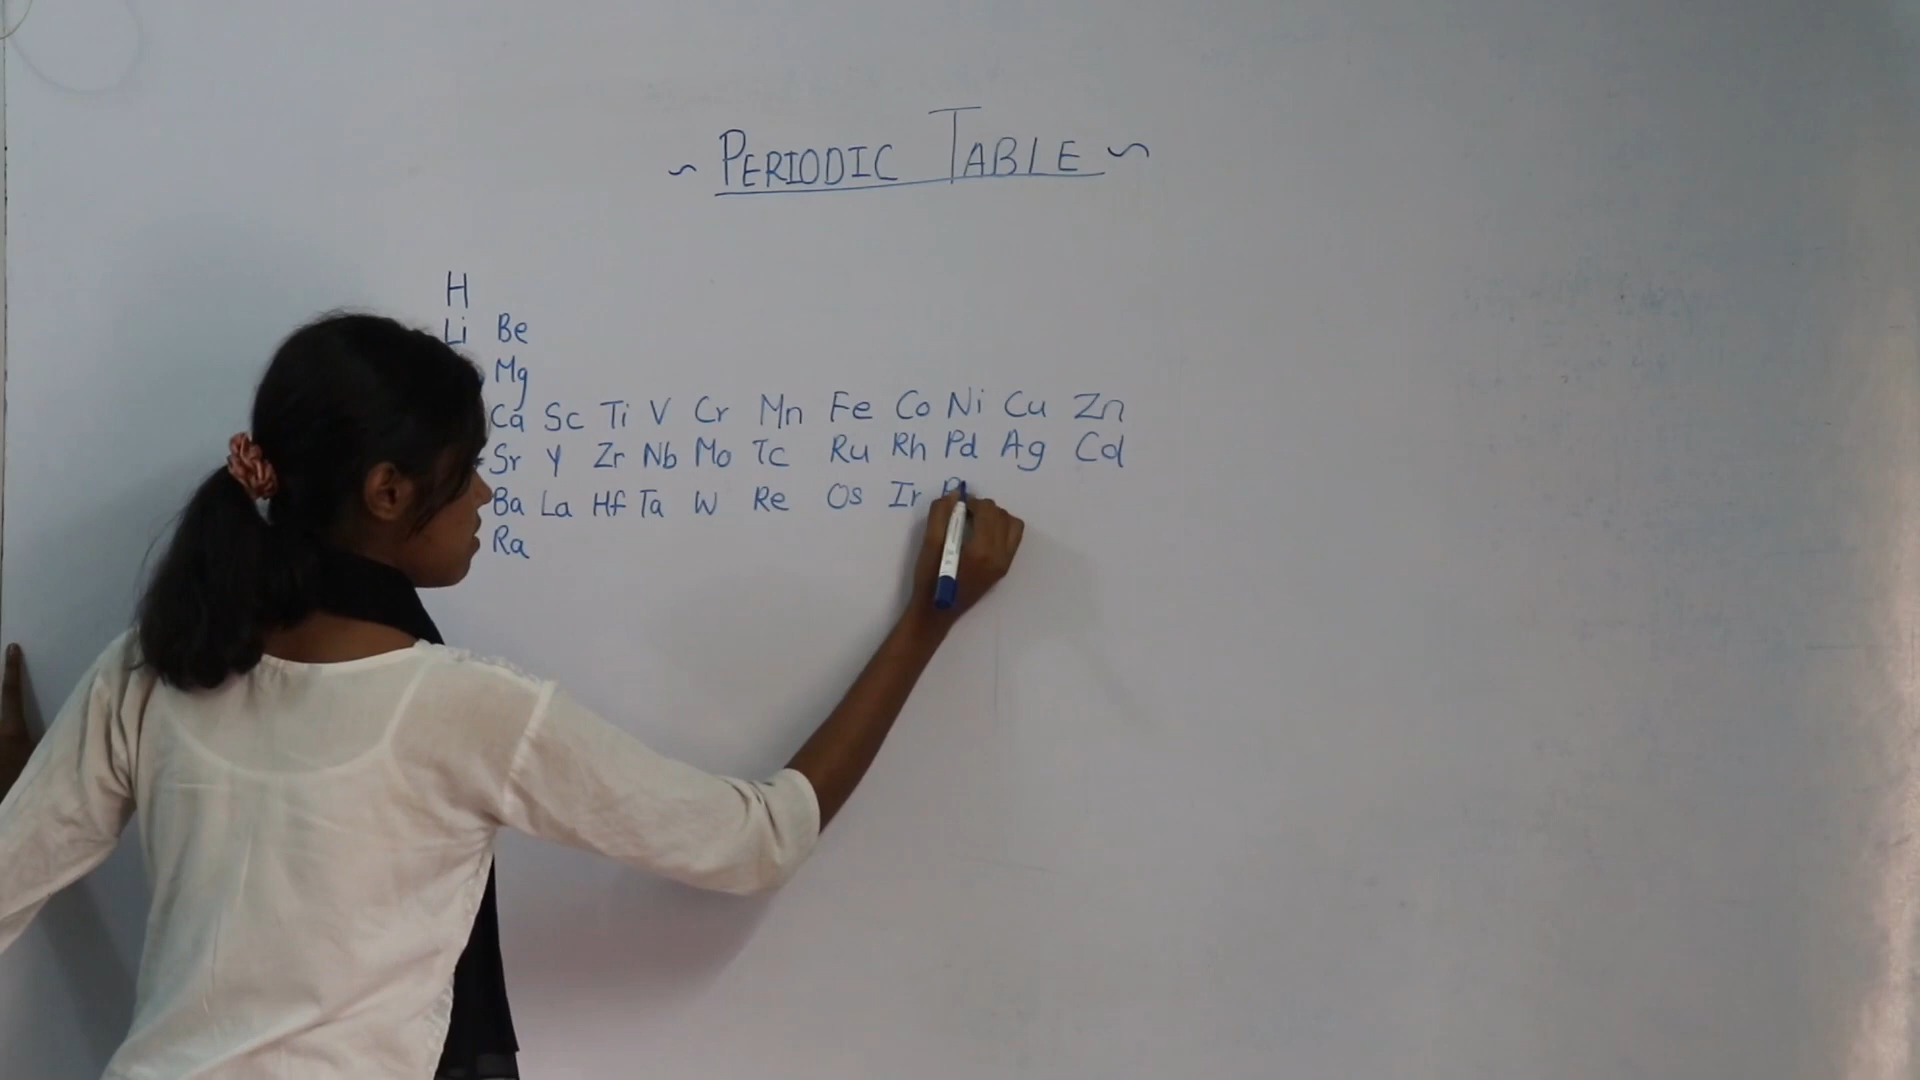 ~ PERIODIC TABLE ~
H
Li Be
Mg
Ca Sc Ti V Cr Mn Fe Co Ni Cu Zn
Sr Y Zr Nb Mo Tc Ru Rh Pd Ag Cd
Ba La Hf Ta W Re Os Ir
Ra